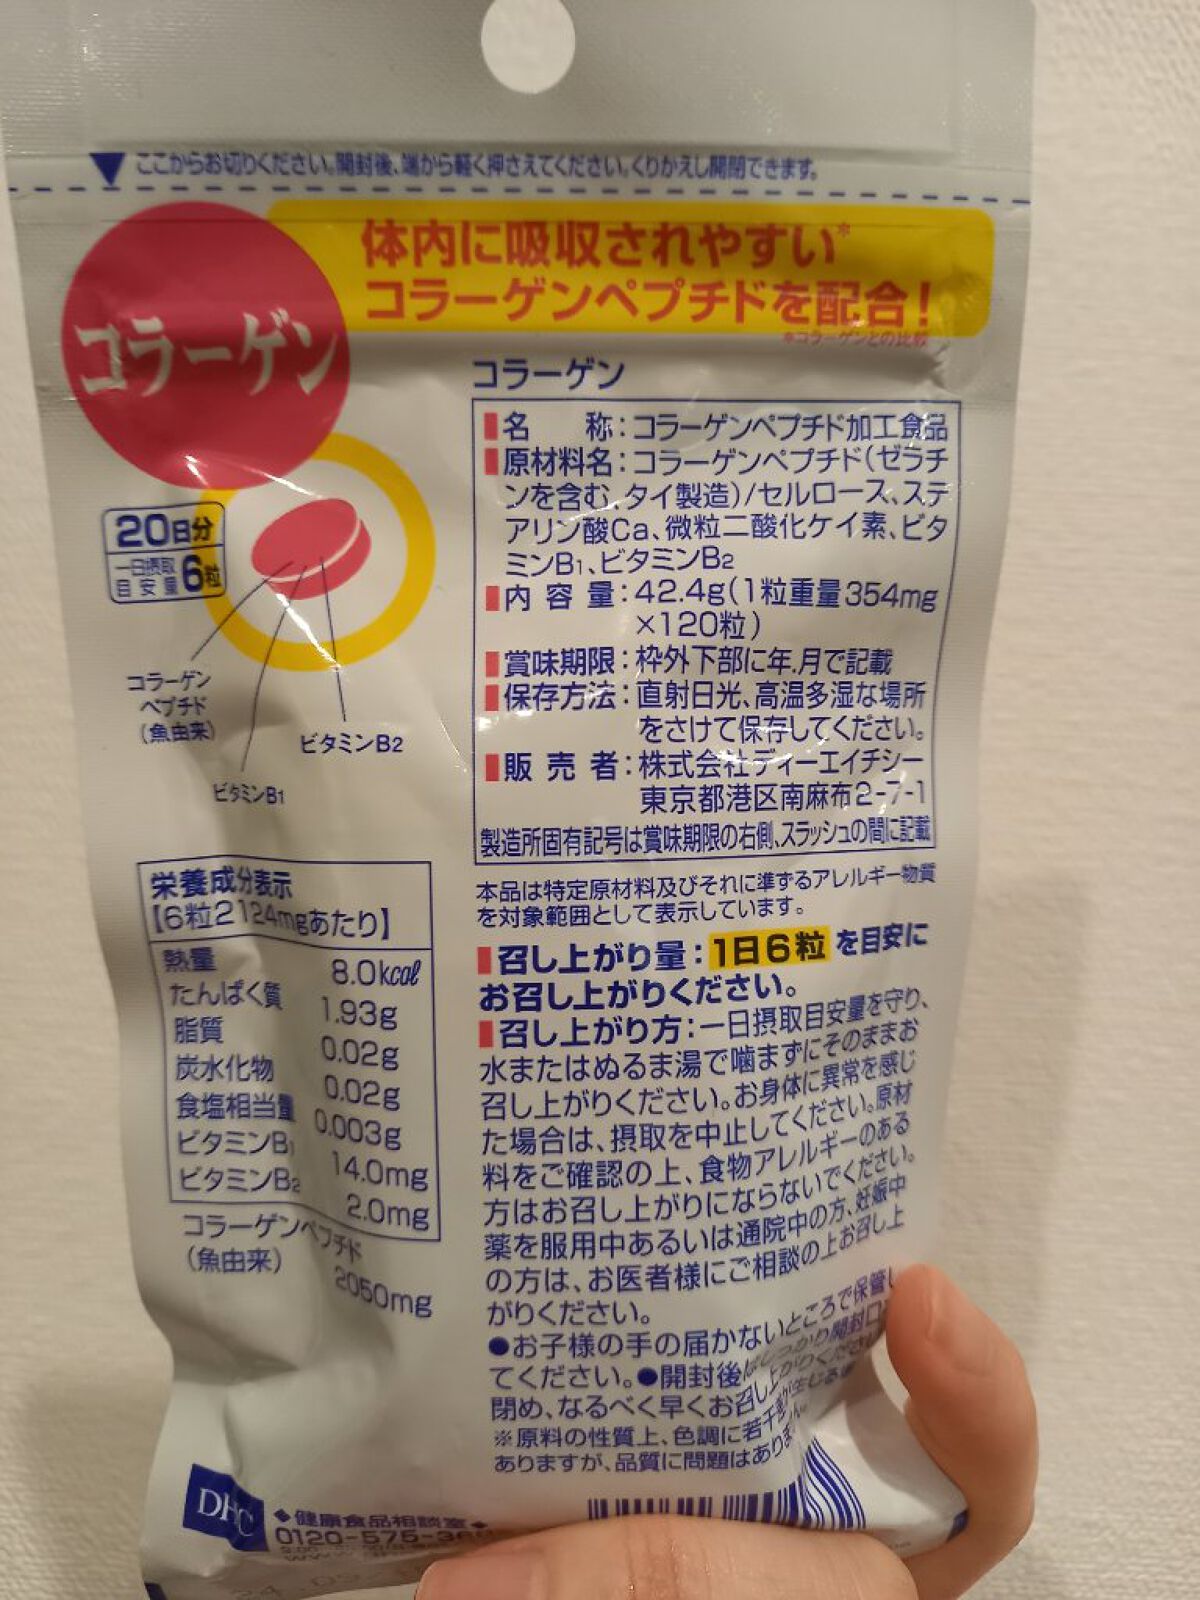 ここからお切りください。開封後、端から軽く押さえてください。くりかえし開閉できます。
体内に吸収されやすい*
コラーゲンペプチドを配合!
*コラーゲンとの比較
コラーゲン
20日分
一日摂取目安量 6粒
コラーゲン
ペプチド
(魚由来)
ビタミンB2
ビタミンB1
コラーゲン
名称:コラーゲンペプチド加工食品
原材料名:コラーゲンペプチド(ゼラチ
ンを含む、タイ製造)/セルロース、ステ
アリン酸Ca、微粒二酸化ケイ素、ビタ
ミンB1、ビタミンB2
内容量:42.4g(1粒重量354mg
×120粒)
賞味期限:枠外下部に年.月で記載
保存方法:直射日光、高温多湿な場所
をさけて保存してください。
販売者:株式会社ディーエイチシー
東京都港区南麻布2-7-1
製造所固有記号は賞味期限の右側、スラッシュの間に記載
本品は特定原材料及びそれに準ずるアレルギー物質
を対象範囲として表示しています。
召し上がり量:1日6粒を目安に
お召し上がりください。
召し上がり方:一日摂取目安量を守り、
水またはぬるま湯で噛まずにそのままお
召し上がりください。お身体に異常を感じ
た場合は、摂取を中止してください。原材
料をご確認の上、食物アレルギーのある
方はお召し上がりにならないでください。
薬を服用中あるいは通院中の方、妊娠中
の方は、お医者様にご相談の上お召し上
がりください。
●お子様の手の届かないところで保管し
てください。●開封後はしっかり開封口を
閉め、なるべく早くお召し上がりください。
※原料の性質上、色調に若干
ありますが、品質に問題はありません。
栄養成分表示
【6粒2124mgあたり】
熱量 8.0kcal
たんぱく質 1.93g
脂質 0.02g
炭水化物 0.02g
食塩相当量 0.003g
ビタミンB1 14.0mg
ビタミンB2 2.0mg
コラーゲンペプチド
(魚由来) 2050mg
DHC
◆健康食品相談室◆
0120-575-36